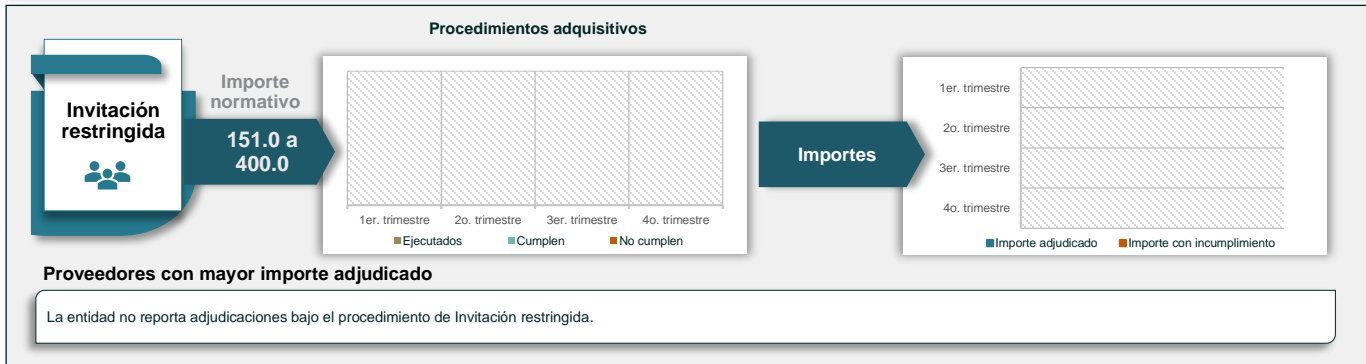 Procedimientos adquisitivos
Invitación
restringida
Importe
normativo
151.0 a
400.0
1er. trimestre
2o. trimestre
3er. trimestre
4o. trimestre
Ejecutados
Cumplen
No cumplen
Importes
1er. trimestre
2o. trimestre
3er. trimestre
4o. trimestre
Importe adjudicado
Importe con incumplimiento
Proveedores con mayor importe adjudicado
La entidad no reporta adjudicaciones bajo el procedimiento de Invitación restringida.